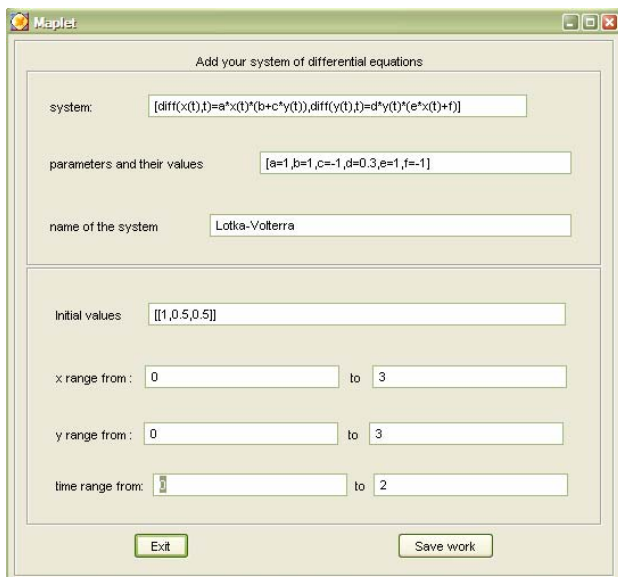 Maplet
Add your system of differential equations
system: [diff(x(t),t)=a*x(t)*(b+c*y(t)),diff(y(t),t)=d*y(t)*(e*x(t)+f)]
parameters and their values [a=1,b=1,c=-1,d=0.3,e=1,f=-1]
name of the system Lotka-Volterra
Initial values [[1,0.5,0.5]]
x range from : 0 to 3
y range from : 0 to 3
time range from: 0 to 2
Exit Save work